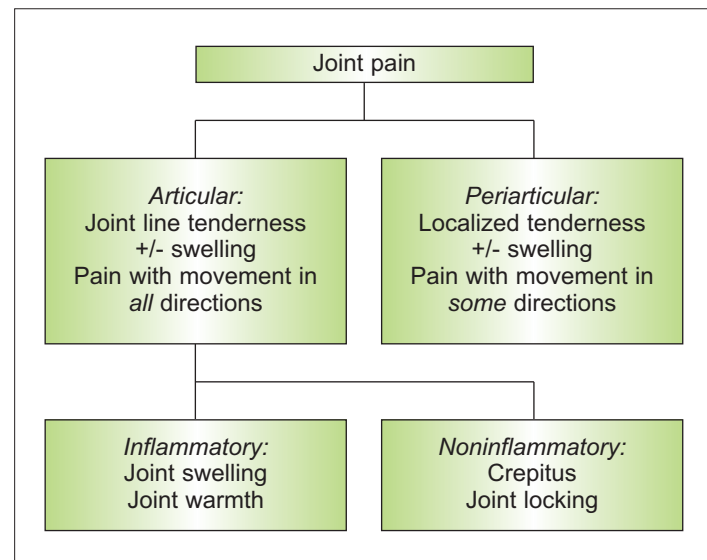 Joint pain
Articular:
Joint line tenderness
+/- swelling
Pain with movement in
all directions
Periarticular:
Localized tenderness
+/- swelling
Pain with movement in
some directions
Inflammatory:
Joint swelling
Joint warmth
Noninflammatory:
Crepitus
Joint locking